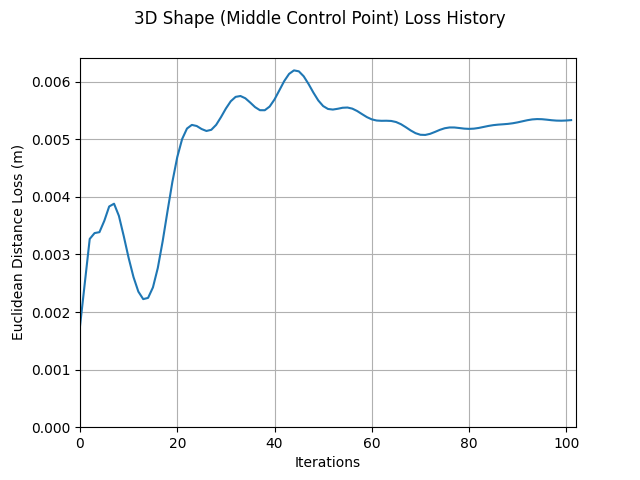 3D Shape (Middle Control Point) Loss History
0.006
0.005
0.004
0.003
0.002
0.001
0.000
Euclidean Distance Loss (m)
0 20 40 60 80 100
Iterations